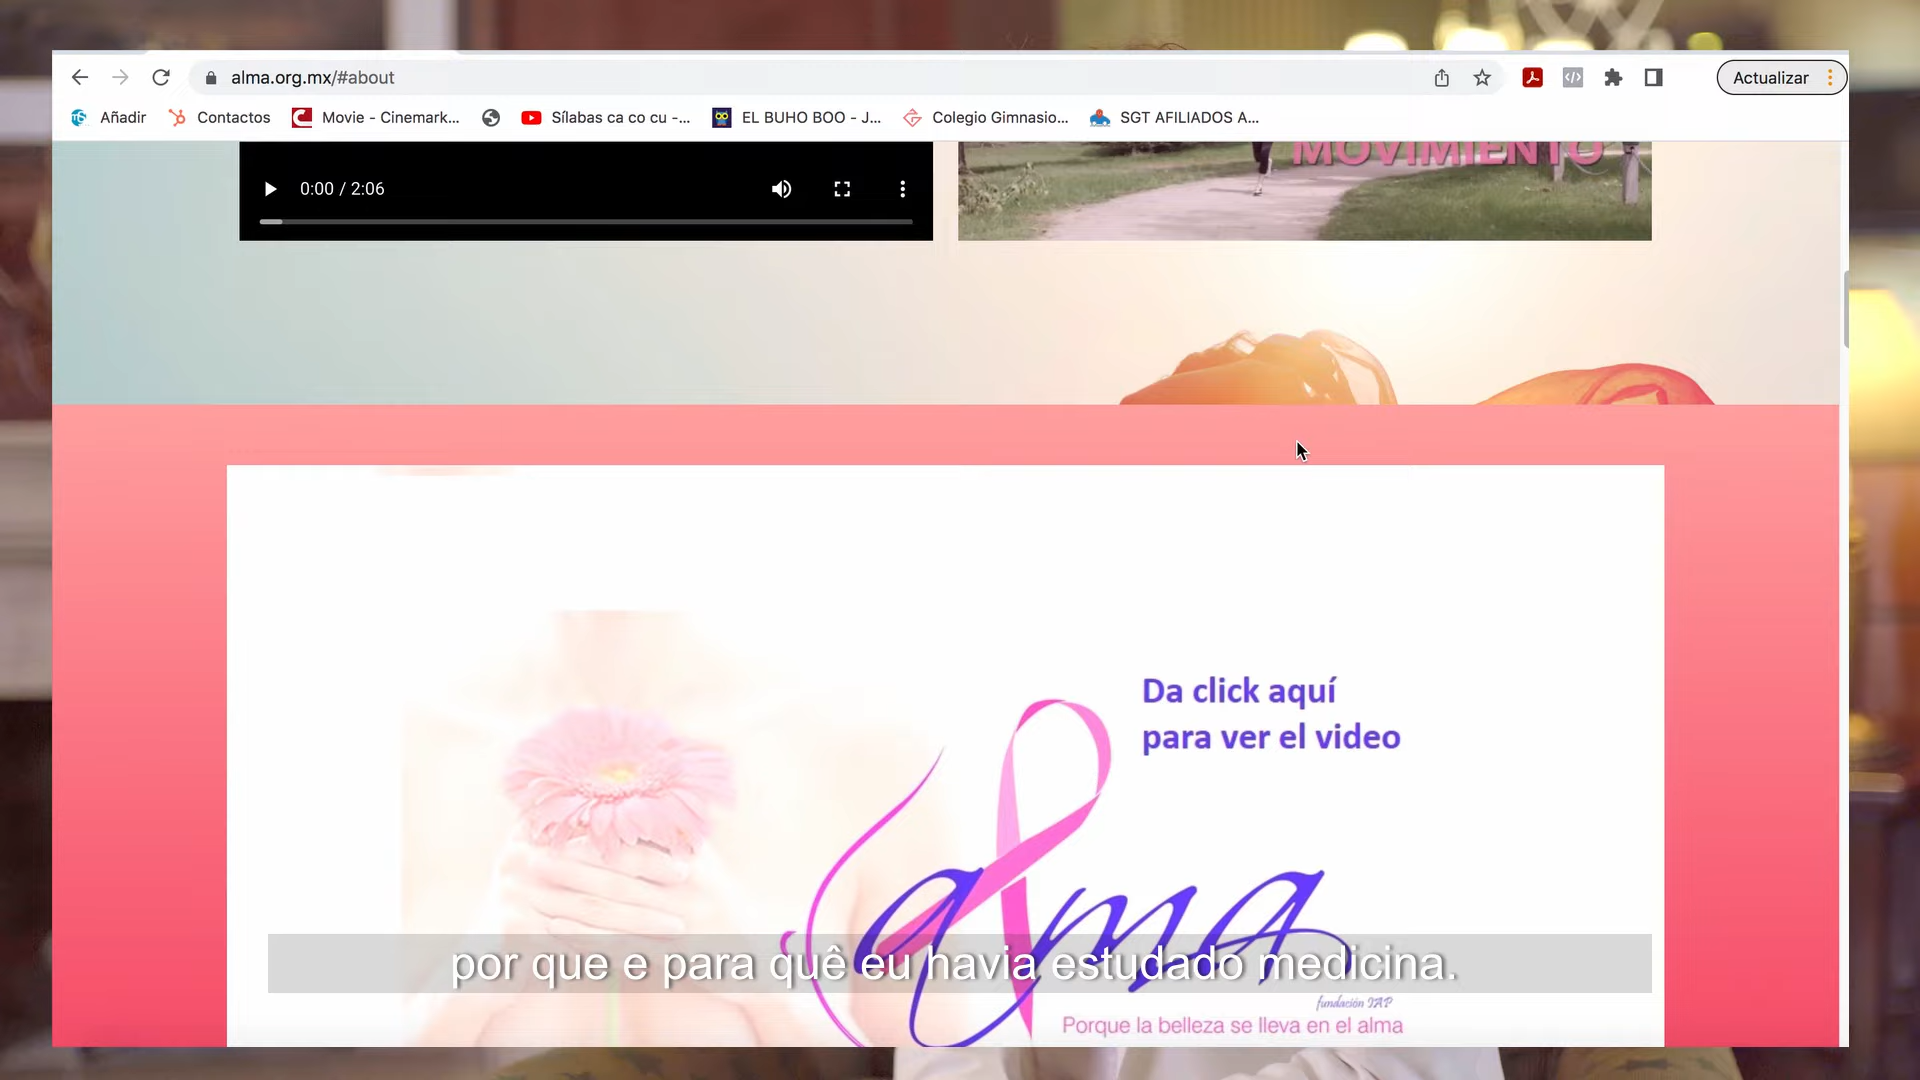 alma.org.mx/#about
Actualizar
Añadir
Contactos
Movie - Cinemark...
Sílabas ca co cu -...
EL BUHO BOO - J...
Colegio Gimnasio...
SGT AFILIADOS A...
MOVIMIENTO
0:00 / 2:06
Da click aquí
para ver el video
alma
por que e para quê eu havia estudado medicina.
fundación IAP
Porque la belleza se lleva en el alma